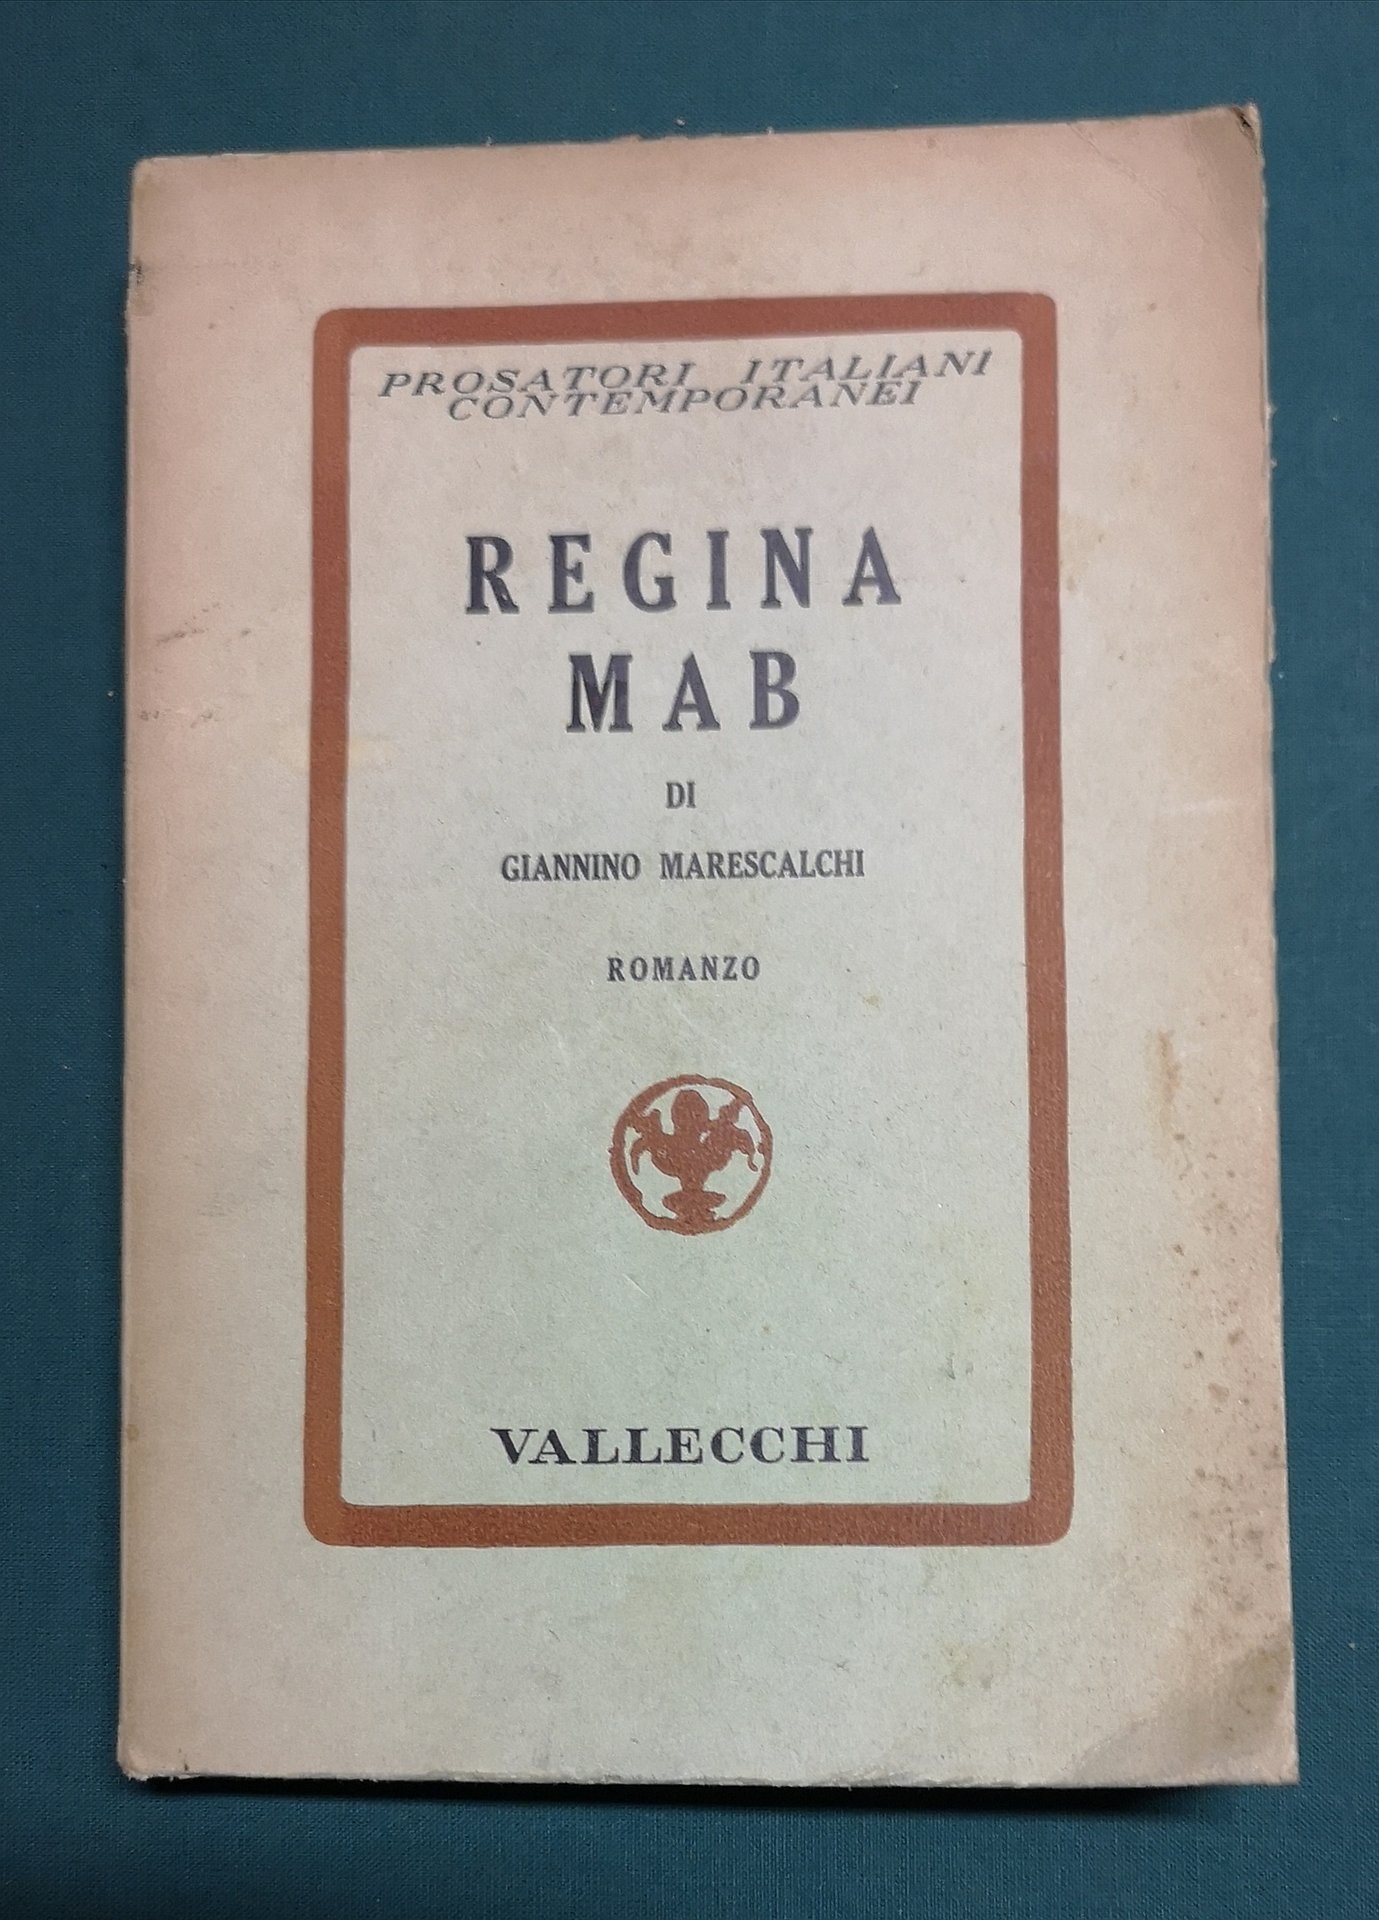 PROSATORI ITALIANI
CONTEMPORANEI
REGINA
MAB
DI
GIANNINO MARESCALCHI
ROMANZO
VALLECCHI